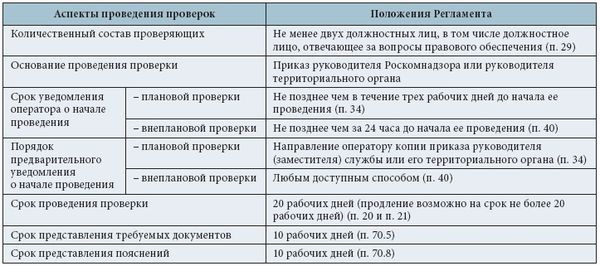 Аспекты проведения проверок
Положения Регламента
Количественный состав проверяющих
Не менее двух должностных лиц, в том числе должностное
лицо, отвечающее за вопросы правового обеспечения (п. 29)
Основание проведения проверки
Приказ руководителя Роскомнадзора или руководителя
территориального органа
Срок уведомления
оператора о начале
проведения
– плановой проверки
Не позднее чем в течение трех рабочих дней до начала ее
проведения (п. 34)
– внеплановой проверки
Не позднее чем за 24 часа до начала ее проведения (п. 40)
Порядок
предварительного
уведомления
о начале проведения
– плановой проверки
Направление оператору копии приказа руководителя
(заместителя) службы или его территориального органа (п. 34)
– внеплановой проверки
Любым доступным способом (п. 40)
Срок проведения проверки
20 рабочих дней (продление возможно на срок не более 20
рабочих дней) (п. 20 и п. 21)
Срок представления требуемых документов
10 рабочих дней (п. 70.5)
Срок представления пояснений
10 рабочих дней (п. 70.8)